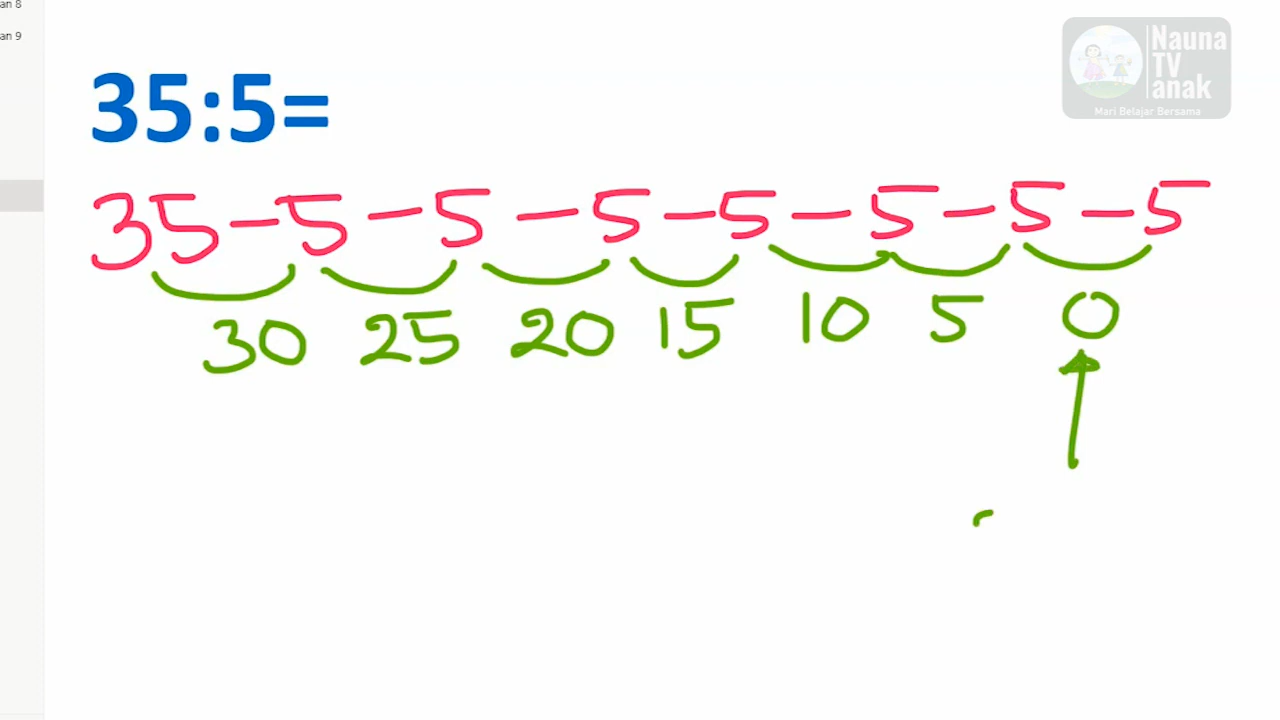 an 8
an 9
Nauna
TV
anak
Mari Belajar Bersama
35:5=
35-5-5-5-5-5-5-5
30 25 20 15 10 5 0